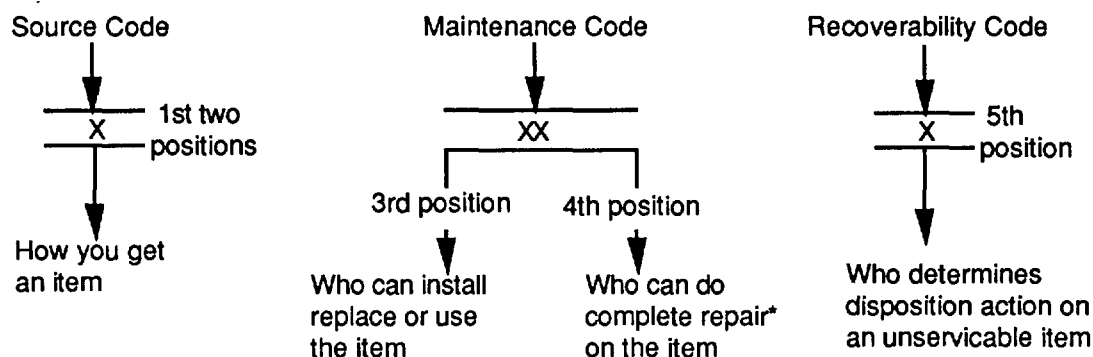 Source Code
X
1st two
positions
How you get
an item
Maintenance Code
XX
3rd position
Who can install
replace or use
the item
4th position
Who can do
complete repair*
on the item
Recoverability Code
X
5th
position
Who determines
disposition action on
an unservicable item